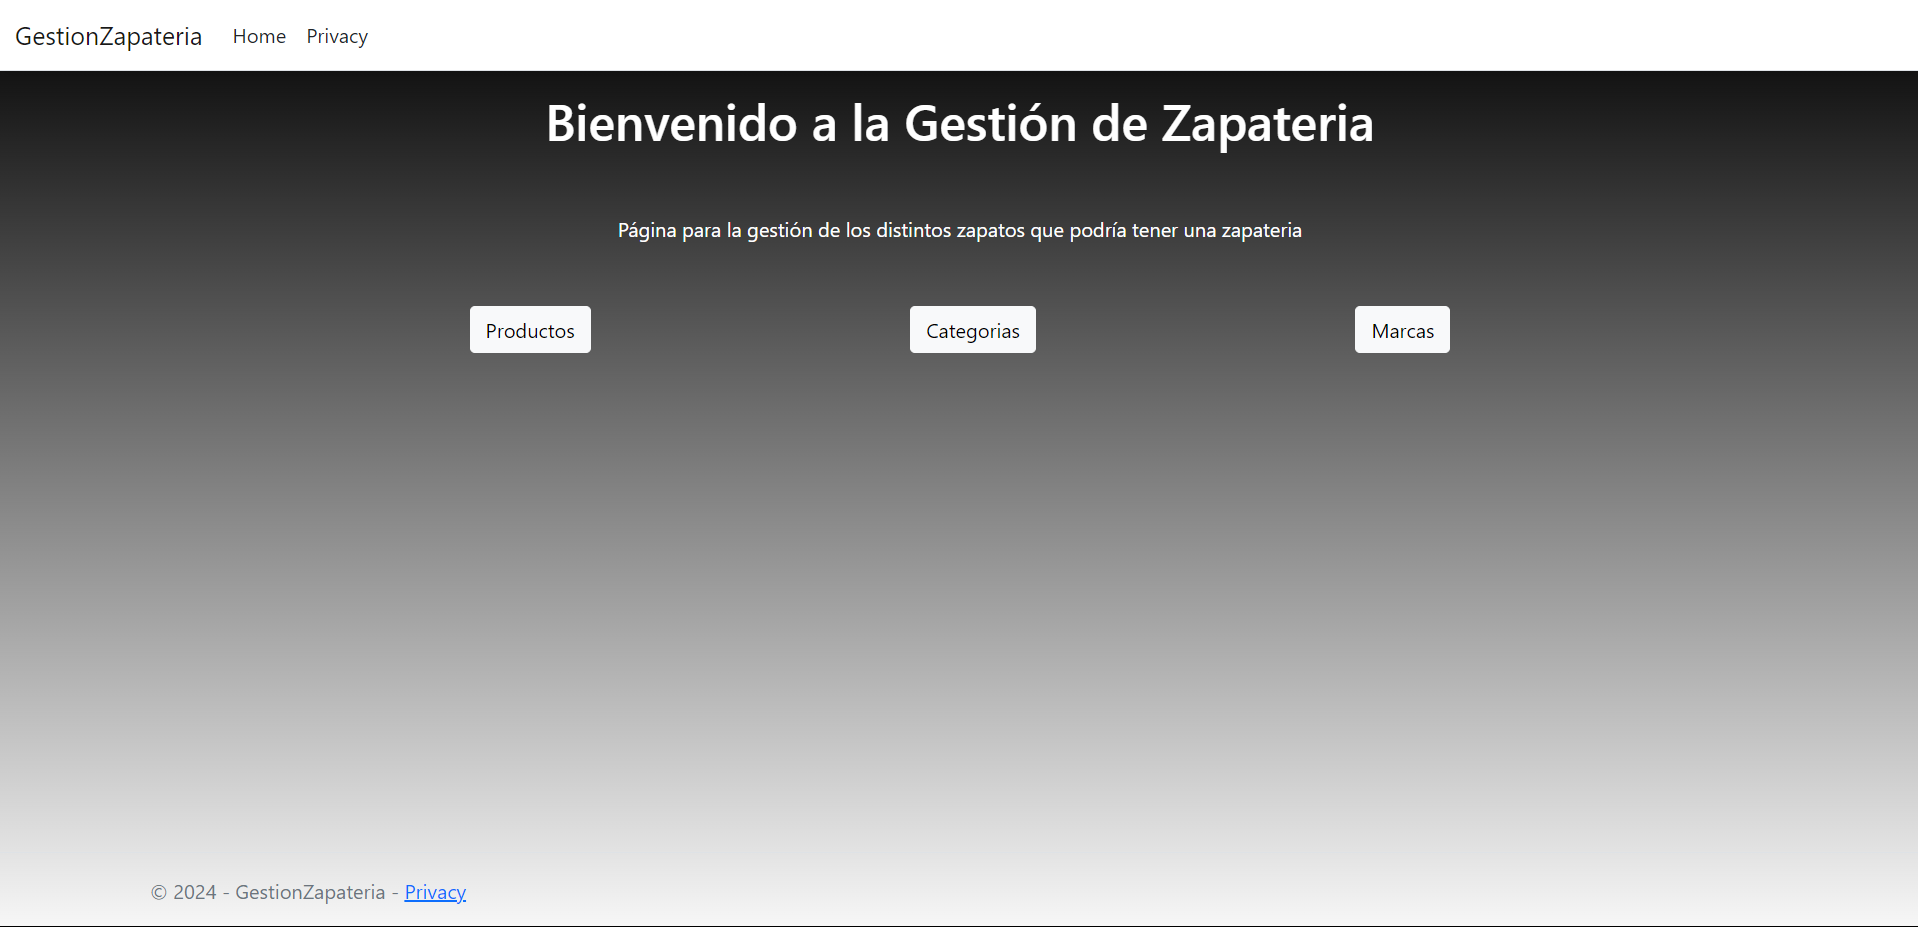 GestionZapateria Home Privacy
Bienvenido a la Gestión de Zapateria
Página para la gestión de los distintos zapatos que podría tener una zapateria
Productos Categorias Marcas
© 2024 - GestionZapateria - Privacy